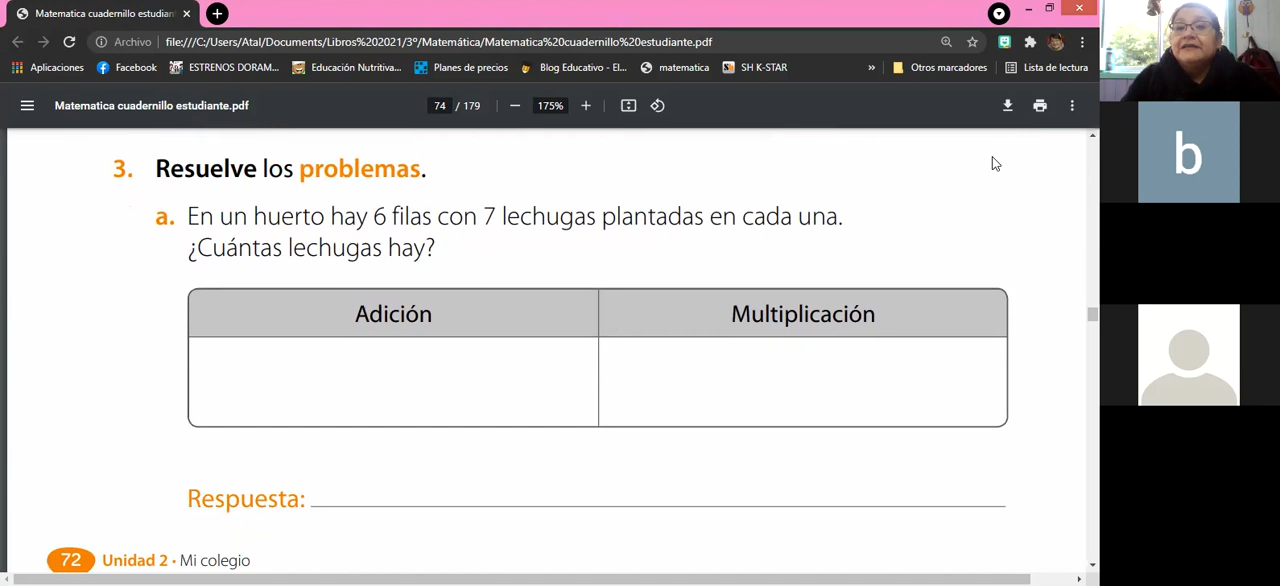 Matematica cuadernillo estudian
Archivo
file:///C:/Users/Atal/Documents/Libros%202021/3º/Matemática/Matematica%20cuadernillo%20estudiante.pdf
Aplicaciones
Facebook
ESTRENOS DORAM...
Educación Nutritiva...
Planes de precios
Blog Educativo - El...
matematica
SH K-STAR
»
Otros marcadores
Lista de lectura
Matematica cuadernillo estudiante.pdf
74 / 179
175%
3. Resuelve los problemas.
a. En un huerto hay 6 filas con 7 lechugas plantadas en cada una.
¿Cuántas lechugas hay?
Adición
Multiplicación
Respuesta:
72 Unidad 2 • Mi colegio
b